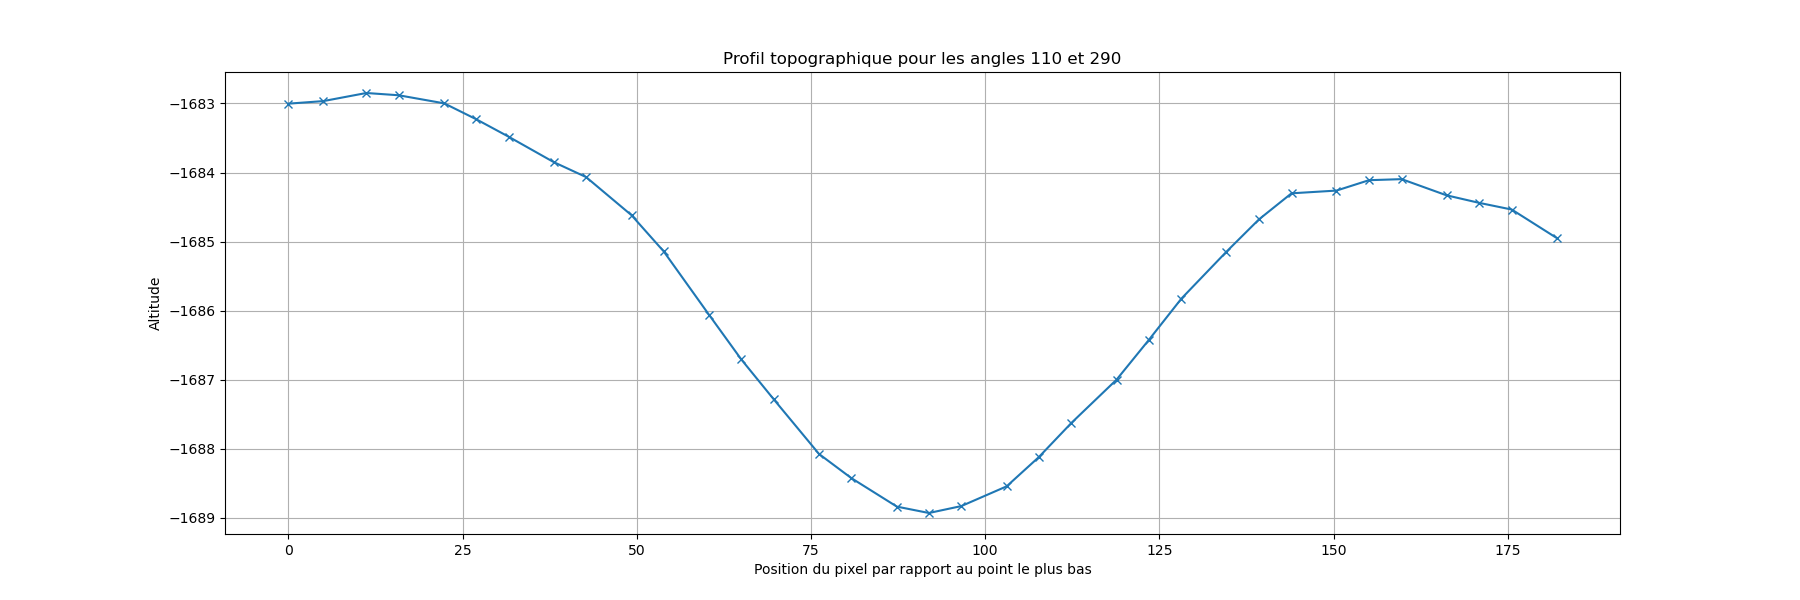 Profil topographique pour les angles 110 et 290
−1683
−1684
−1685
−1686
−1687
−1688
−1689
Altitude
0 25 50 75 100 125 150 175
Position du pixel par rapport au point le plus bas